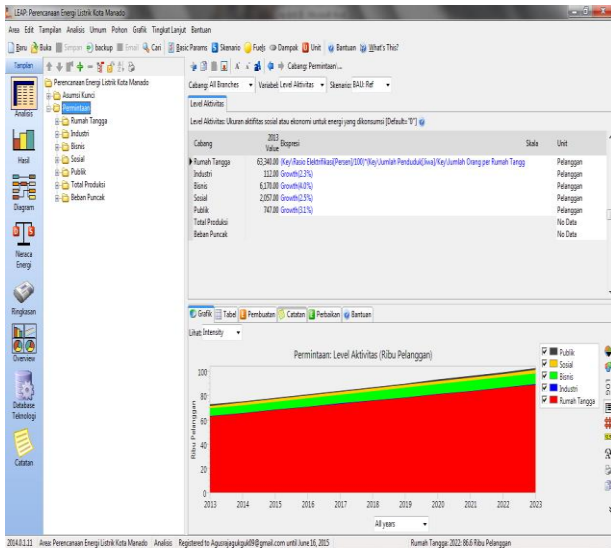 LEAP: Perencanaan Energi Listrik Kota Manado
Area Edit Tampilan Analisis Umum Pohon Grafik Tingkat Lanjut Bantuan
Baru Buka Simpan backup Email Cari Basic Params Skenario Fuels Dampak Unit Bantuan What's This?
Tampilan
Analisis
Hasil
Diagram
Neraca Energi
Ringkasan
Overview
Database Teknologi
Catatan
Perencanaan Energi Listrik Kota Manado
Asumsi Kunci
Permintaan
Rumah Tangga
Industri
Bisnis
Sosial
Publik
Total Produksi
Beban Puncak
Cabang: Permintaan\...
Cabang: All Branches Variabel: Level Aktivitas Skenario: BAU: Ref
Level Aktivitas
Level Aktivitas: Ukuran aktifitas sosial atau ekonomi untuk energi yang dikonsumsi [Default="0"]
Cabang 2013 Value Ekspresi Skala Unit
Rumah Tangga 63,340.00 (Key\Rasio Elektrifikasi[Persen]/100)*(Key\Jumlah Penduduk[Jiwa]/Key\Jumlah Orang per Rumah Tangg Pelanggan
Industri 112.00 Growth(2.3%) Pelanggan
Bisnis 6,170.00 Growth(4.0%) Pelanggan
Sosial 2,057.00 Growth(2.5%) Pelanggan
Publik 747.00 Growth(3.1%) Pelanggan
Total Produksi No Data
Beban Puncak No Data
Grafik Tabel Pembuatan Catatan Perbaikan Bantuan
Lihat: Intensity
Permintaan: Level Aktivitas (Ribu Pelanggan)
Ribu Pelanggan
100
80
60
40
20
0
2013 2014 2015 2016 2017 2018 2019 2020 2021 2022 2023
Publik
Sosial
Bisnis
Industri
Rumah Tangga
LOG
All years
2014.0.1.11 Area: Perencanaan Energi Listrik Kota Manado Analisis Registered to Agusrajagukguk09@gmail.com until June 16, 2015 Rumah Tangga: 2022: 86.6 Ribu Pelanggan